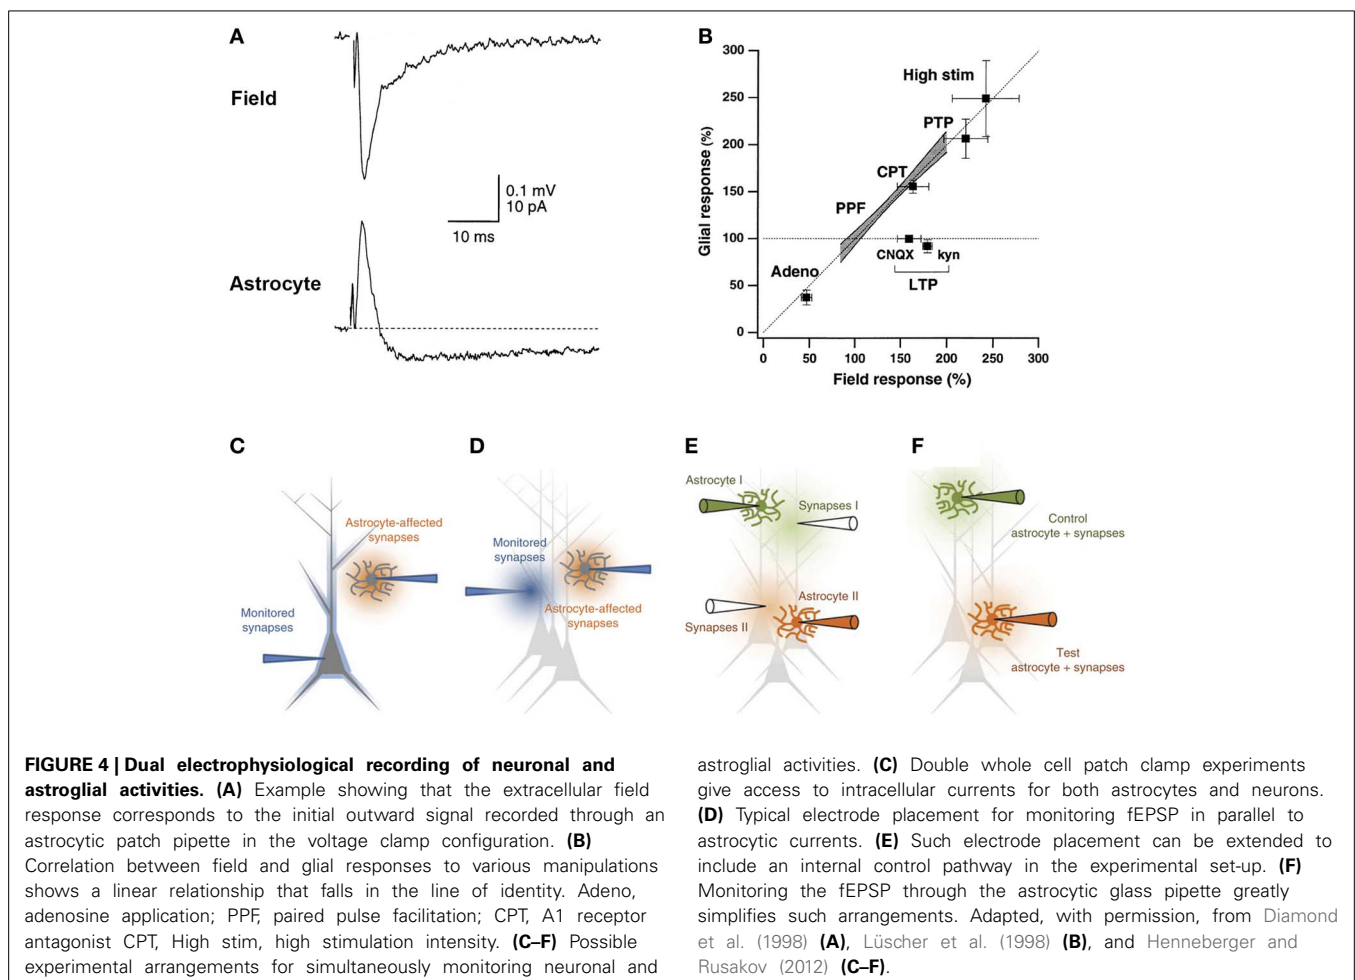 A
Field
0.1 mV
10 pA
10 ms
Astrocyte
B
300
250
200
150
100
50
0
Glial response (%)
High stim
PTP
CPT
PPF
CNQX
kyn
LTP
Adeno
0
50
100
150
200
250
300
Field response (%)
C
Astrocyte-affected
synapses
Monitored
synapses
D
Monitored
synapses
Astrocyte-affected
synapses
E
Astrocyte I
Synapses I
Astrocyte II
Synapses II
F
Control
astrocyte + synapses
Test
astrocyte + synapses
FIGURE 4 | Dual electrophysiological recording of neuronal and
astroglial activities. (A) Example showing that the extracellular field
response corresponds to the initial outward signal recorded through an
astrocytic patch pipette in the voltage clamp configuration. (B)
Correlation between field and glial responses to various manipulations
shows a linear relationship that falls in the line of identity. Adeno,
adenosine application; PPF, paired pulse facilitation; CPT, A1 receptor
antagonist CPT, High stim, high stimulation intensity. (C–F) Possible
experimental arrangements for simultaneously monitoring neuronal and
astroglial activities. (C) Double whole cell patch clamp experiments
give access to intracellular currents for both astrocytes and neurons.
(D) Typical electrode placement for monitoring fEPSP in parallel to
astrocytic currents. (E) Such electrode placement can be extended to
include an internal control pathway in the experimental set-up. (F)
Monitoring the fEPSP through the astrocytic glass pipette greatly
simplifies such arrangements. Adapted, with permission, from Diamond
et al. (1998) (A), Lüscher et al. (1998) (B), and Henneberger and
Rusakov (2012) (C–F).